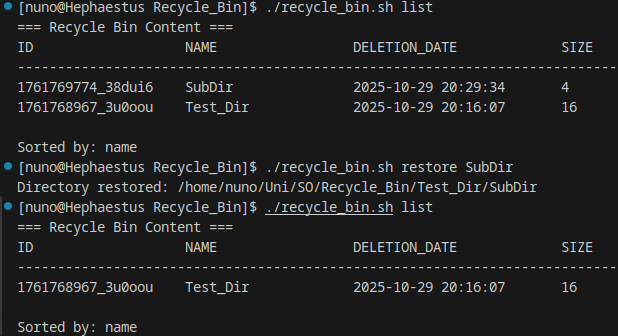 [nuno@Hephaestus Recycle_Bin]$ ./recycle_bin.sh list
=== Recycle Bin Content ===
ID                   NAME                 DELETION_DATE             SIZE
---------------------------------------------------------------------------
1761769774_38dui6    SubDir               2025-10-29 20:29:34       4
1761768967_3u0oou    Test_Dir             2025-10-29 20:16:07       16

Sorted by: name
[nuno@Hephaestus Recycle_Bin]$ ./recycle_bin.sh restore SubDir
Directory restored: /home/nuno/Uni/SO/Recycle_Bin/Test_Dir/SubDir
[nuno@Hephaestus Recycle_Bin]$ ./recycle_bin.sh list
=== Recycle Bin Content ===
ID                   NAME                 DELETION_DATE             SIZE
---------------------------------------------------------------------------
1761768967_3u0oou    Test_Dir             2025-10-29 20:16:07       16

Sorted by: name